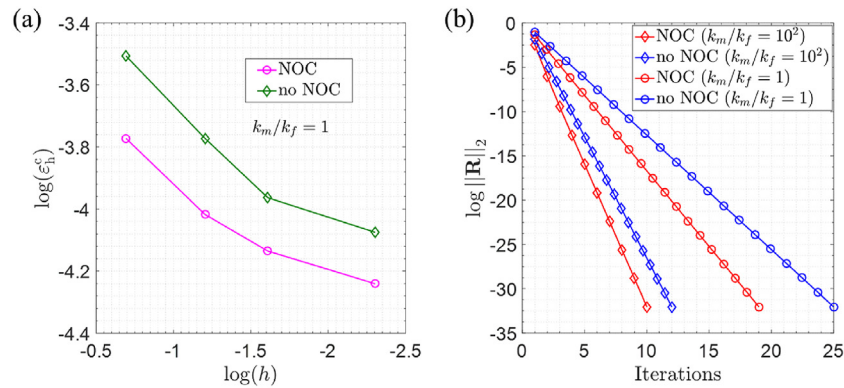 (a)
-3.4
-3.6
-3.8
-4
-4.2
-4.4
log(ε_h^c)
NOC
no NOC
k_m/k_f = 1
-0.5 -1 -1.5 -2 -2.5
log(h)
(b)
0
-5
-10
-15
-20
-25
-30
-35
log ||R||_2
NOC (k_m/k_f = 10^2)
no NOC (k_m/k_f = 10^2)
NOC (k_m/k_f = 1)
no NOC (k_m/k_f = 1)
0 5 10 15 20 25
Iterations